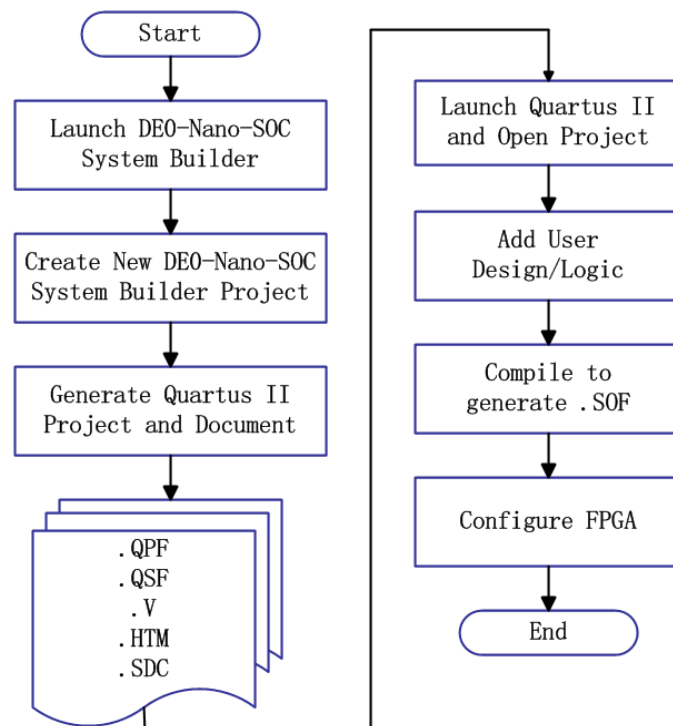 Start
Launch DE0-Nano-SOC
System Builder
Create New DE0-Nano-SOC
System Builder Project
Generate Quartus II
Project and Document
.QPF
.QSF
.V
.HTM
.SDC
Launch Quartus II
and Open Project
Add User
Design/Logic
Compile to
generate .SOF
Configure FPGA
End